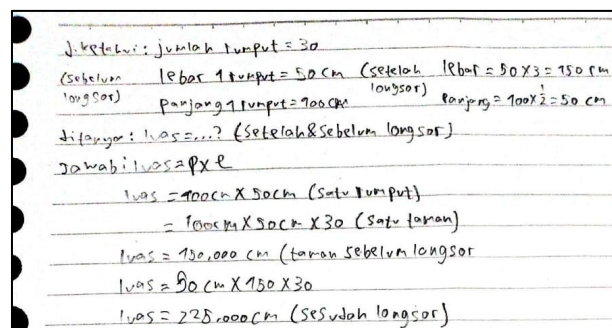 diketahui : jumlah rumput = 30
(sebelum longsor) lebar 1 rumput = 50 cm (setelah longsor) lebar = 50 x 3 = 150 cm
panjang 1 rumput = 100 cm panjang = 100 x 1/2 = 50 cm
ditanya : luas = ...? (setelah & sebelum longsor)
Jawab : luas = p x l
luas = 100 cm x 50 cm (satu rumput)
= 100 cm x 50 cm x 30 (satu taman)
luas = 150.000 cm (taman sebelum longsor
luas = 50 cm x 150 x 30
luas = 225.000 cm (sesudah longsor)